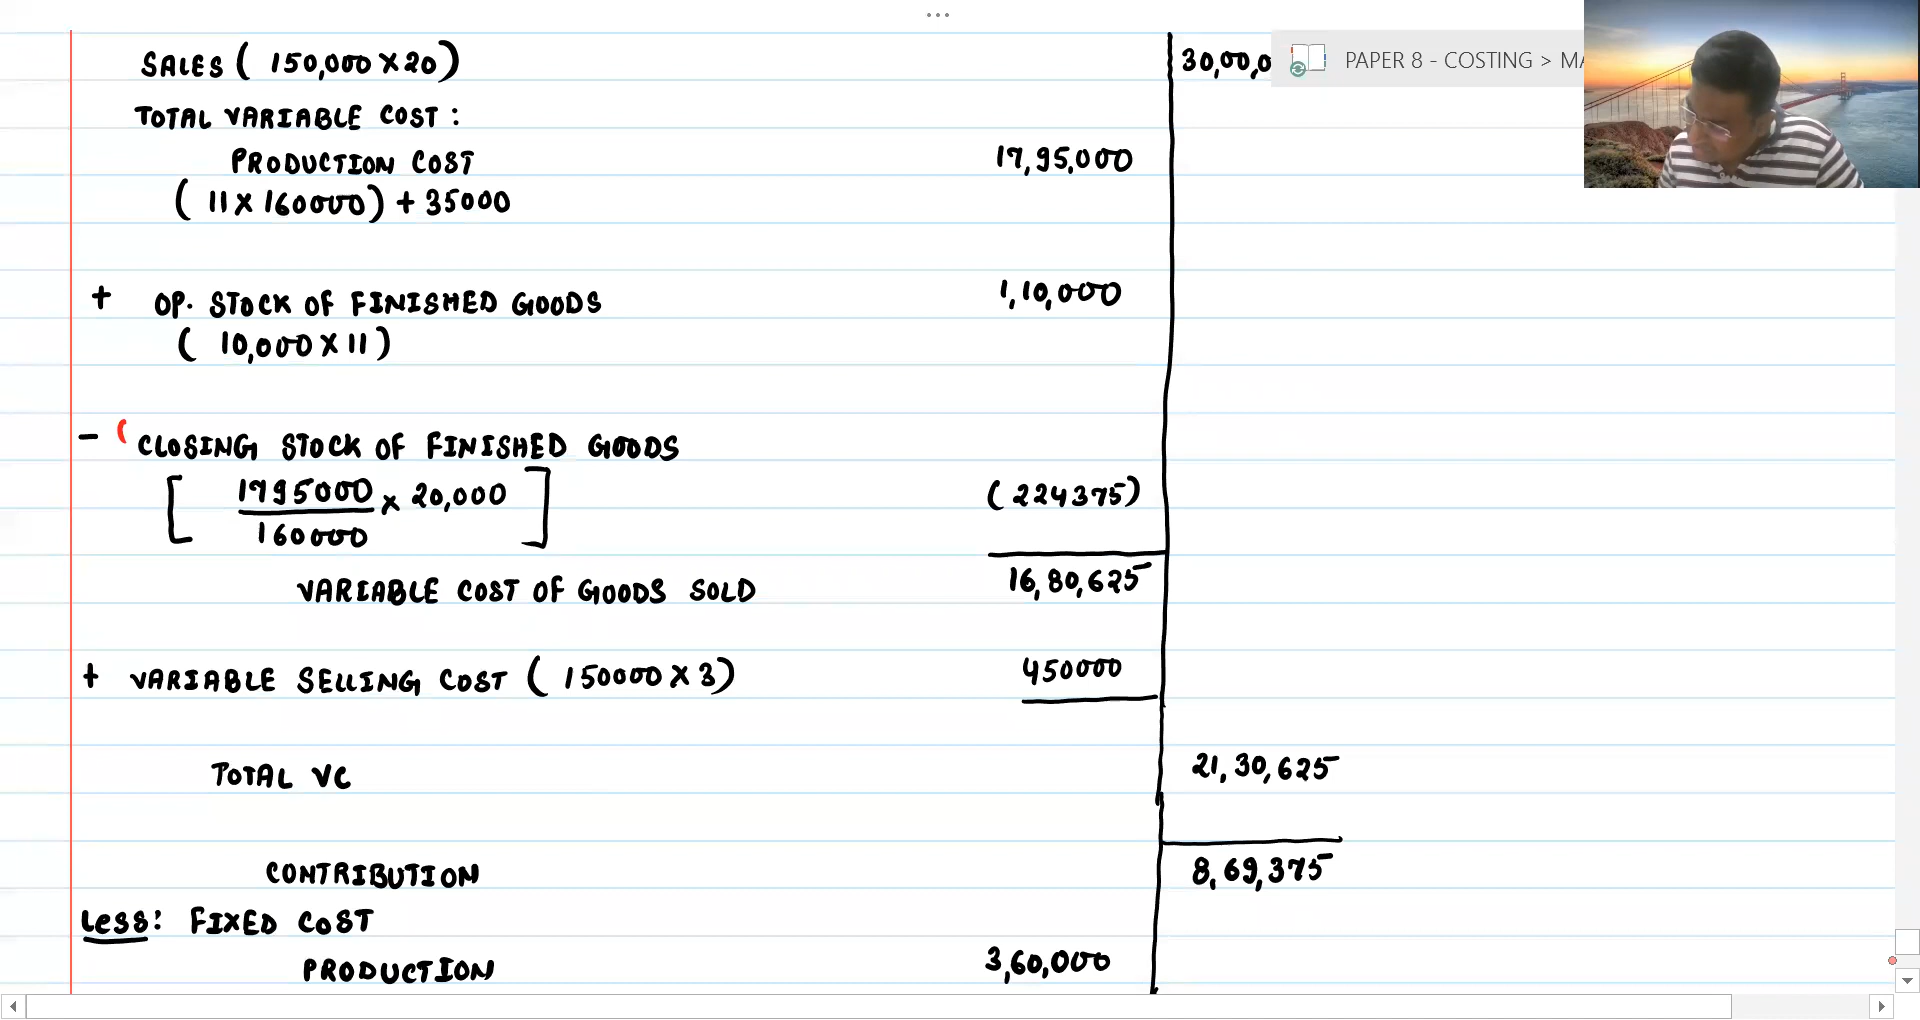 ...
SALES ( 150,000 X 20 ) 30,00,0
PAPER 8 - COSTING > MA
TOTAL VARIABLE COST :
PRODUCTION COST 17,95,000
( 11 X 160000 ) + 35000
+ OP. STOCK OF FINISHED GOODS 1,10,000
( 10,000 X 11 )
- ( CLOSING STOCK OF FINISHED GOODS
[ 1795000 / 160000 X 20,000 ] ( 224375 )
VARIABLE COST OF GOODS SOLD 16,80,625
+ VARIABLE SELLING COST ( 150000 X 3 ) 450000
TOTAL VC 21,30,625
CONTRIBUTION 8,69,375
Less: FIXED COST
PRODUCTION 3,60,000